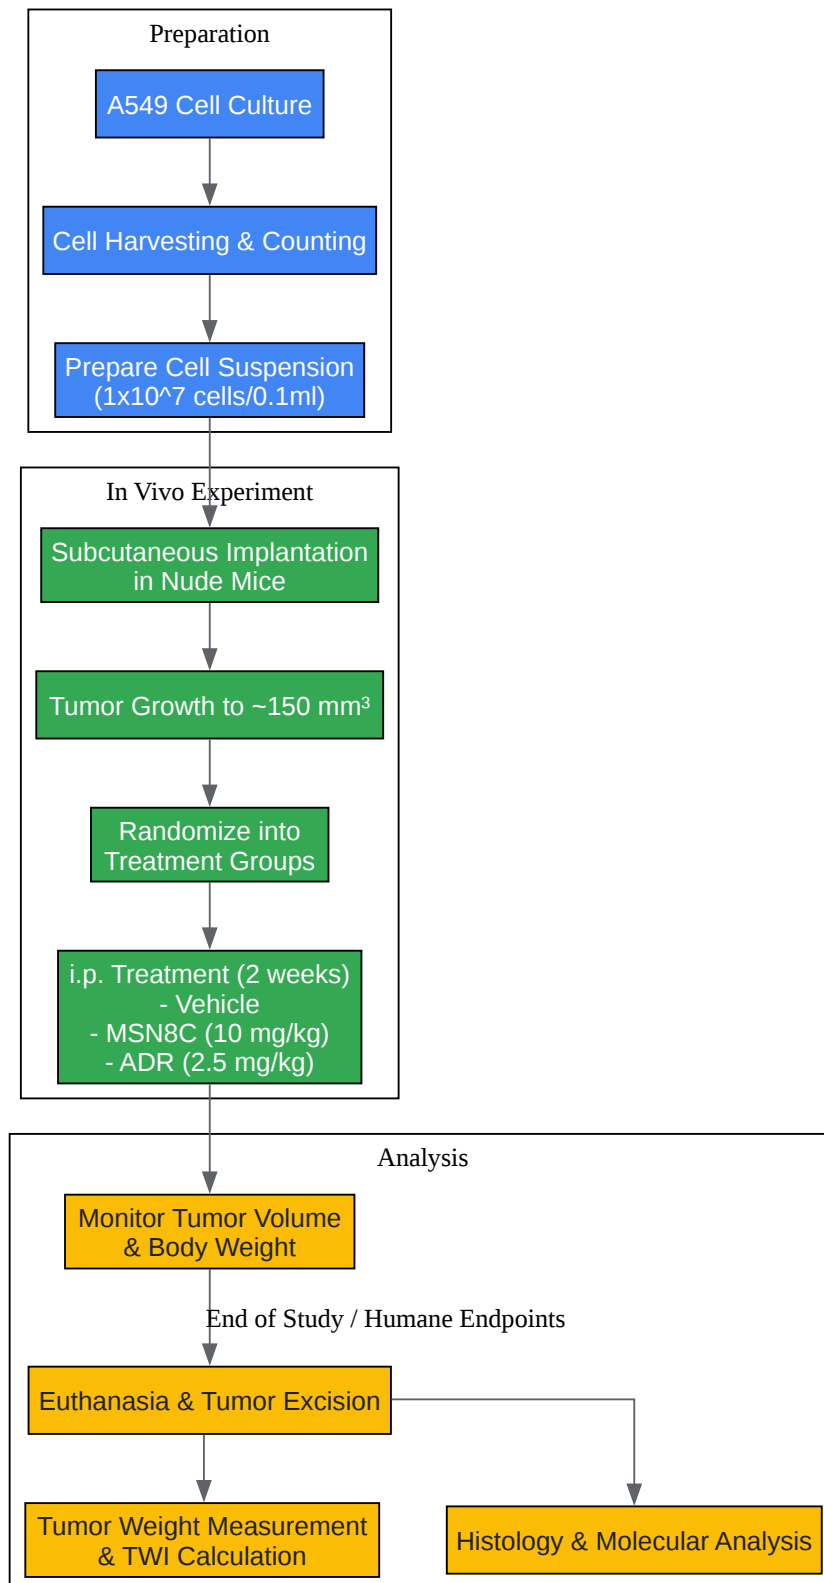 Preparation
A549 Cell Culture
Cell Harvesting & Counting
Prepare Cell Suspension
(1x10^7 cells/0.1ml)
In Vivo Experiment
Subcutaneous Implantation
in Nude Mice
Tumor Growth to ~150 mm³
Randomize into
Treatment Groups
i.p. Treatment (2 weeks)
- Vehicle
- MSN8C (10 mg/kg)
- ADR (2.5 mg/kg)
Analysis
Monitor Tumor Volume
& Body Weight
End of Study / Humane Endpoints
Euthanasia & Tumor Excision
Tumor Weight Measurement
& TWI Calculation
Histology & Molecular Analysis